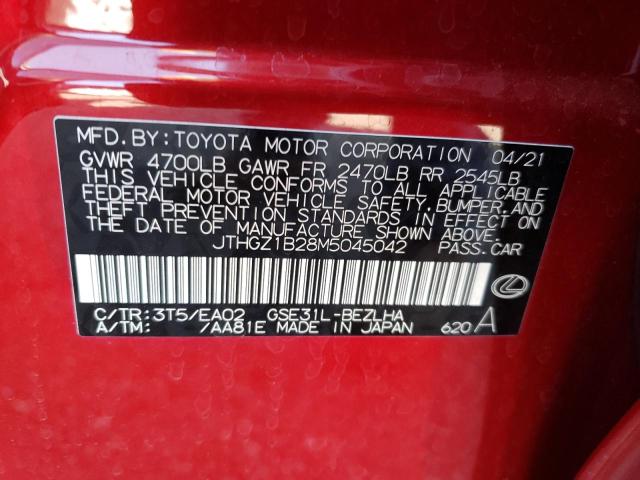 MFD.BY:TOYOTA MOTOR CORPORATION 04/21
GVWR 4700LB GAWR FR 2470LB RR 2545LB
THIS VEHICLE CONFORMS TO ALL APPLICABLE
FEDERAL MOTOR VEHICLE SAFETY,BUMPER,AND
THEFT PREVENTION STANDARDS IN EFFECT ON
THE DATE OF MANUFACTURE SHOWN ABOVE.
JTHGZ1B28M5045042 PASS.CAR
C/TR:3T5/EA02 GSE31L-BEZLHA
A/TM: /AA81E MADE IN JAPAN 620A